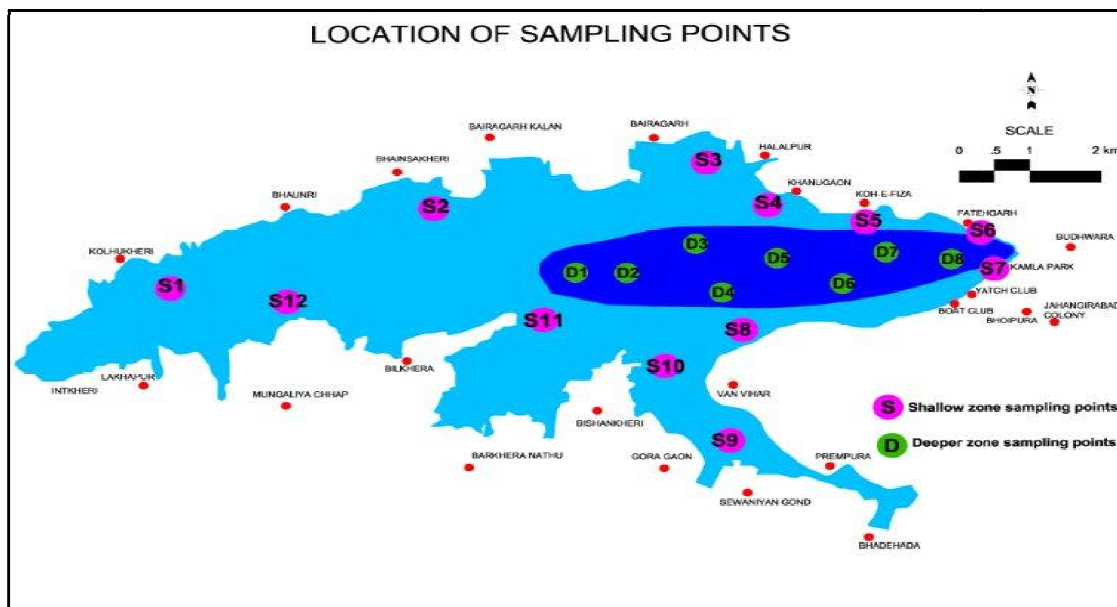 LOCATION OF SAMPLING POINTS
N
SCALE
0 .5 1 2 km
BAIRAGARH KALAN
BAIRAGARH
HALALPUR
BHAINSAKHERI
KHANUGAON
KOH-E-FIZA
BHAUNRI
FATEHGARH
BUDHWARA
KOLHUKHERI
KAMLA PARK
YATCH CLUB
BOAT CLUB
JAHANGIRABAD
COLONY
BHOIPURA
S1
S2
S3
S4
S5
S6
S7
S8
S9
S10
S11
S12
D1
D2
D3
D4
D5
D6
D7
D8
BILKHERA
LAKHAPUR
INTKHERI
MUNGALIYA CHHAP
VAN VIHAR
BISHANKHERI
BARKHERA NATHU
GORA GAON
PREMPURA
SEWANIYAN GOND
BHADEHADA
S Shallow zone sampling points
D Deeper zone sampling points